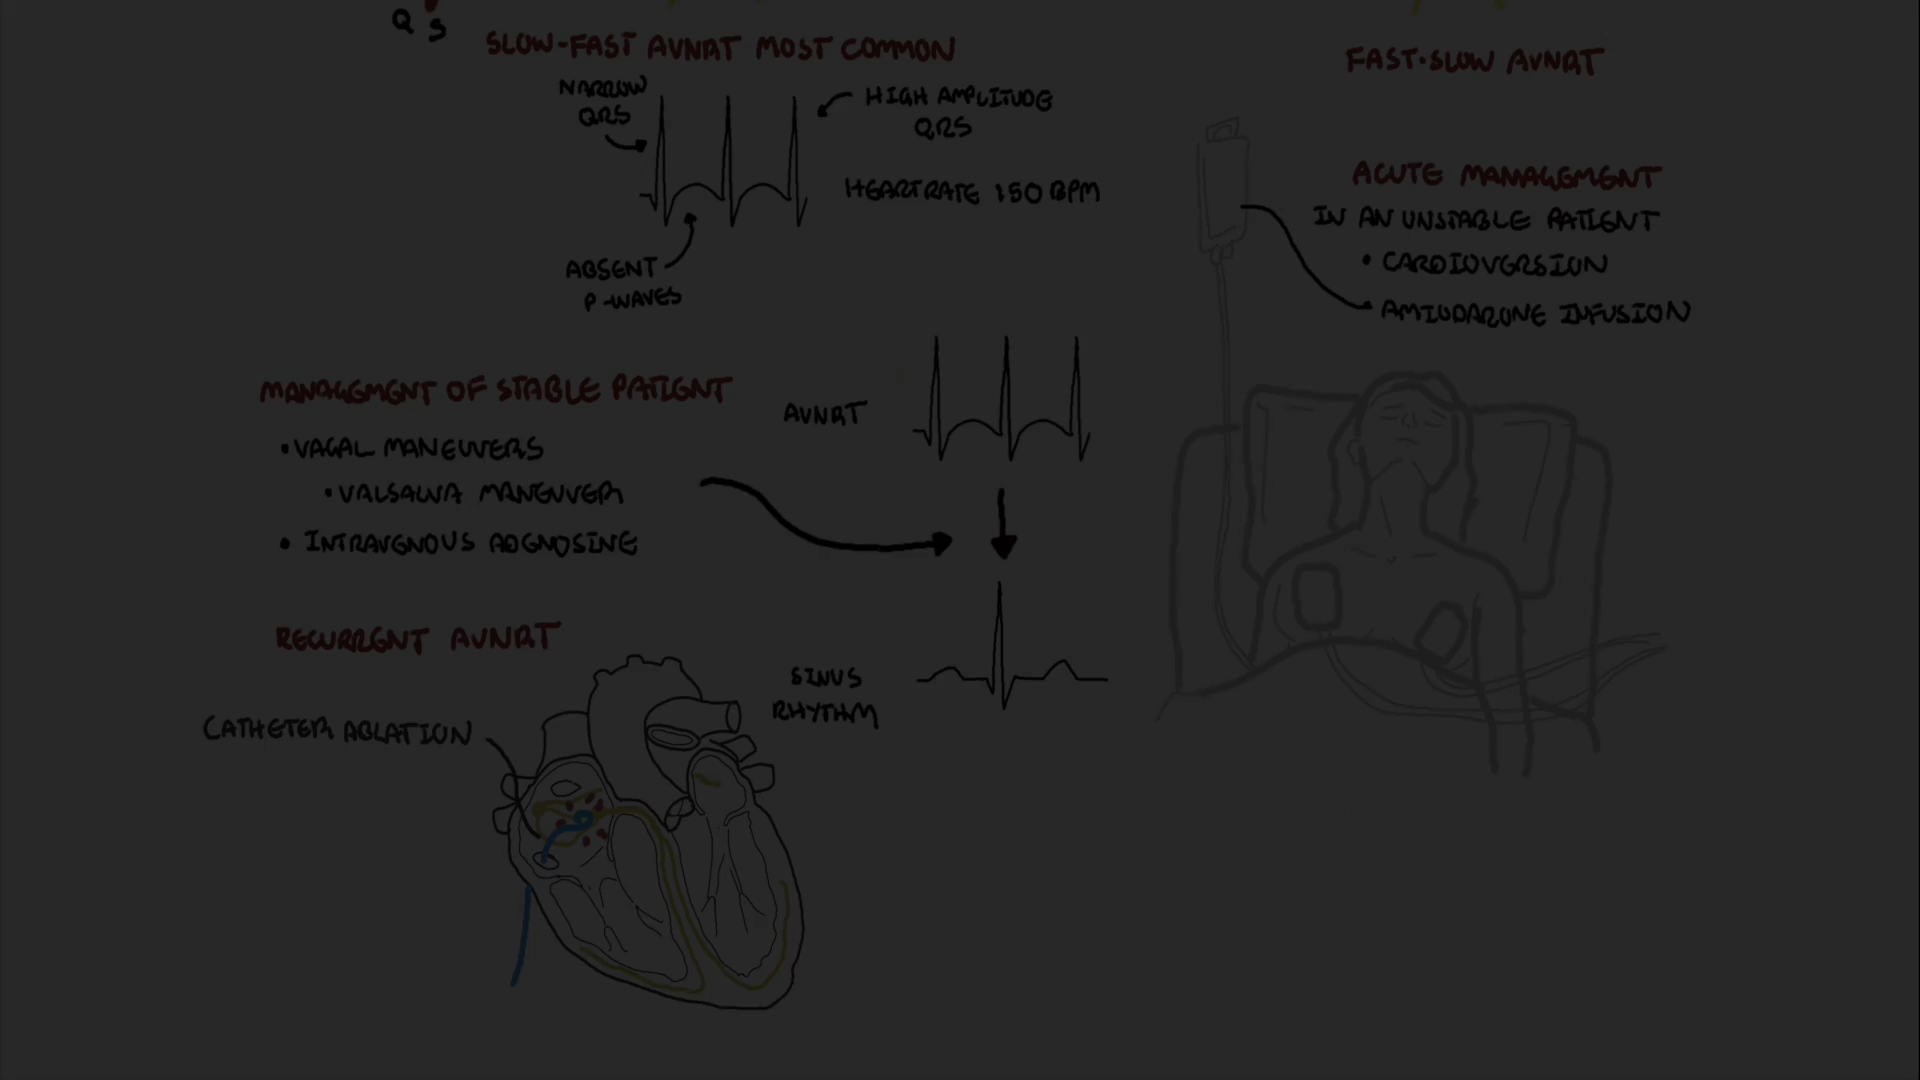 Q S
SLOW-FAST AVNRT MOST COMMON
NARROW
QRS
HIGH AMPLITUDE
QRS
HEARTRATE 150 BPM
ABSENT
P-WAVES
FAST-SLOW AVNRT
ACUTE MANAGEMENT
IN AN UNSTABLE PATIENT
• CARDIOVERSION
• AMIODARONE INFUSION
MANAGEMENT OF STABLE PATIENT
• VAGAL MANEUVERS
• VALSALVA MANEUVER
• INTRAVENOUS ADENOSINE
AVNRT
SINUS
RHYTHM
RECURRENT AVNRT
CATHETER ABLATION